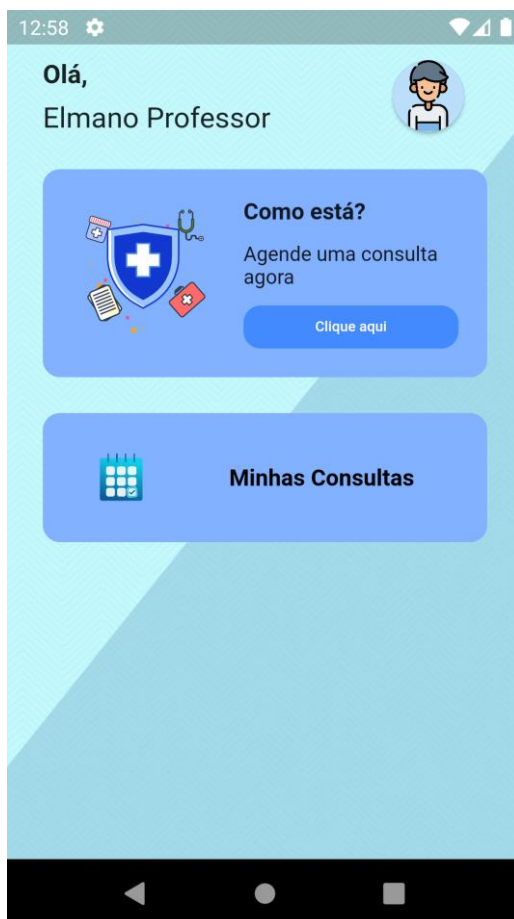 12:58
Olá,
Elmano Professor
Como está?
Agende uma consulta
agora
Clique aqui
Minhas Consultas